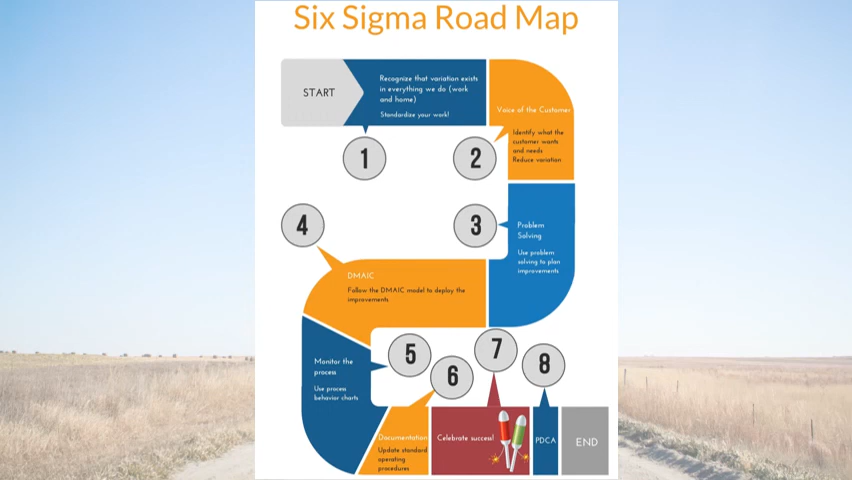 Six Sigma Road Map
START
Recognize that variation exists
in everything we do (work
and home)
Standardize your work!
1
Voice of the Customer
Identify what the
customer wants
and needs
Reduce variation
2
Problem
Solving
Use problem
solving to plan
improvements
3
4
DMAIC
Follow the DMAIC model to deploy the
improvements
Monitor the
process
Use process
behavior charts
5
6
Documentation
Update standard
operating
procedures
7
Celebrate success!
8
PDCA
END